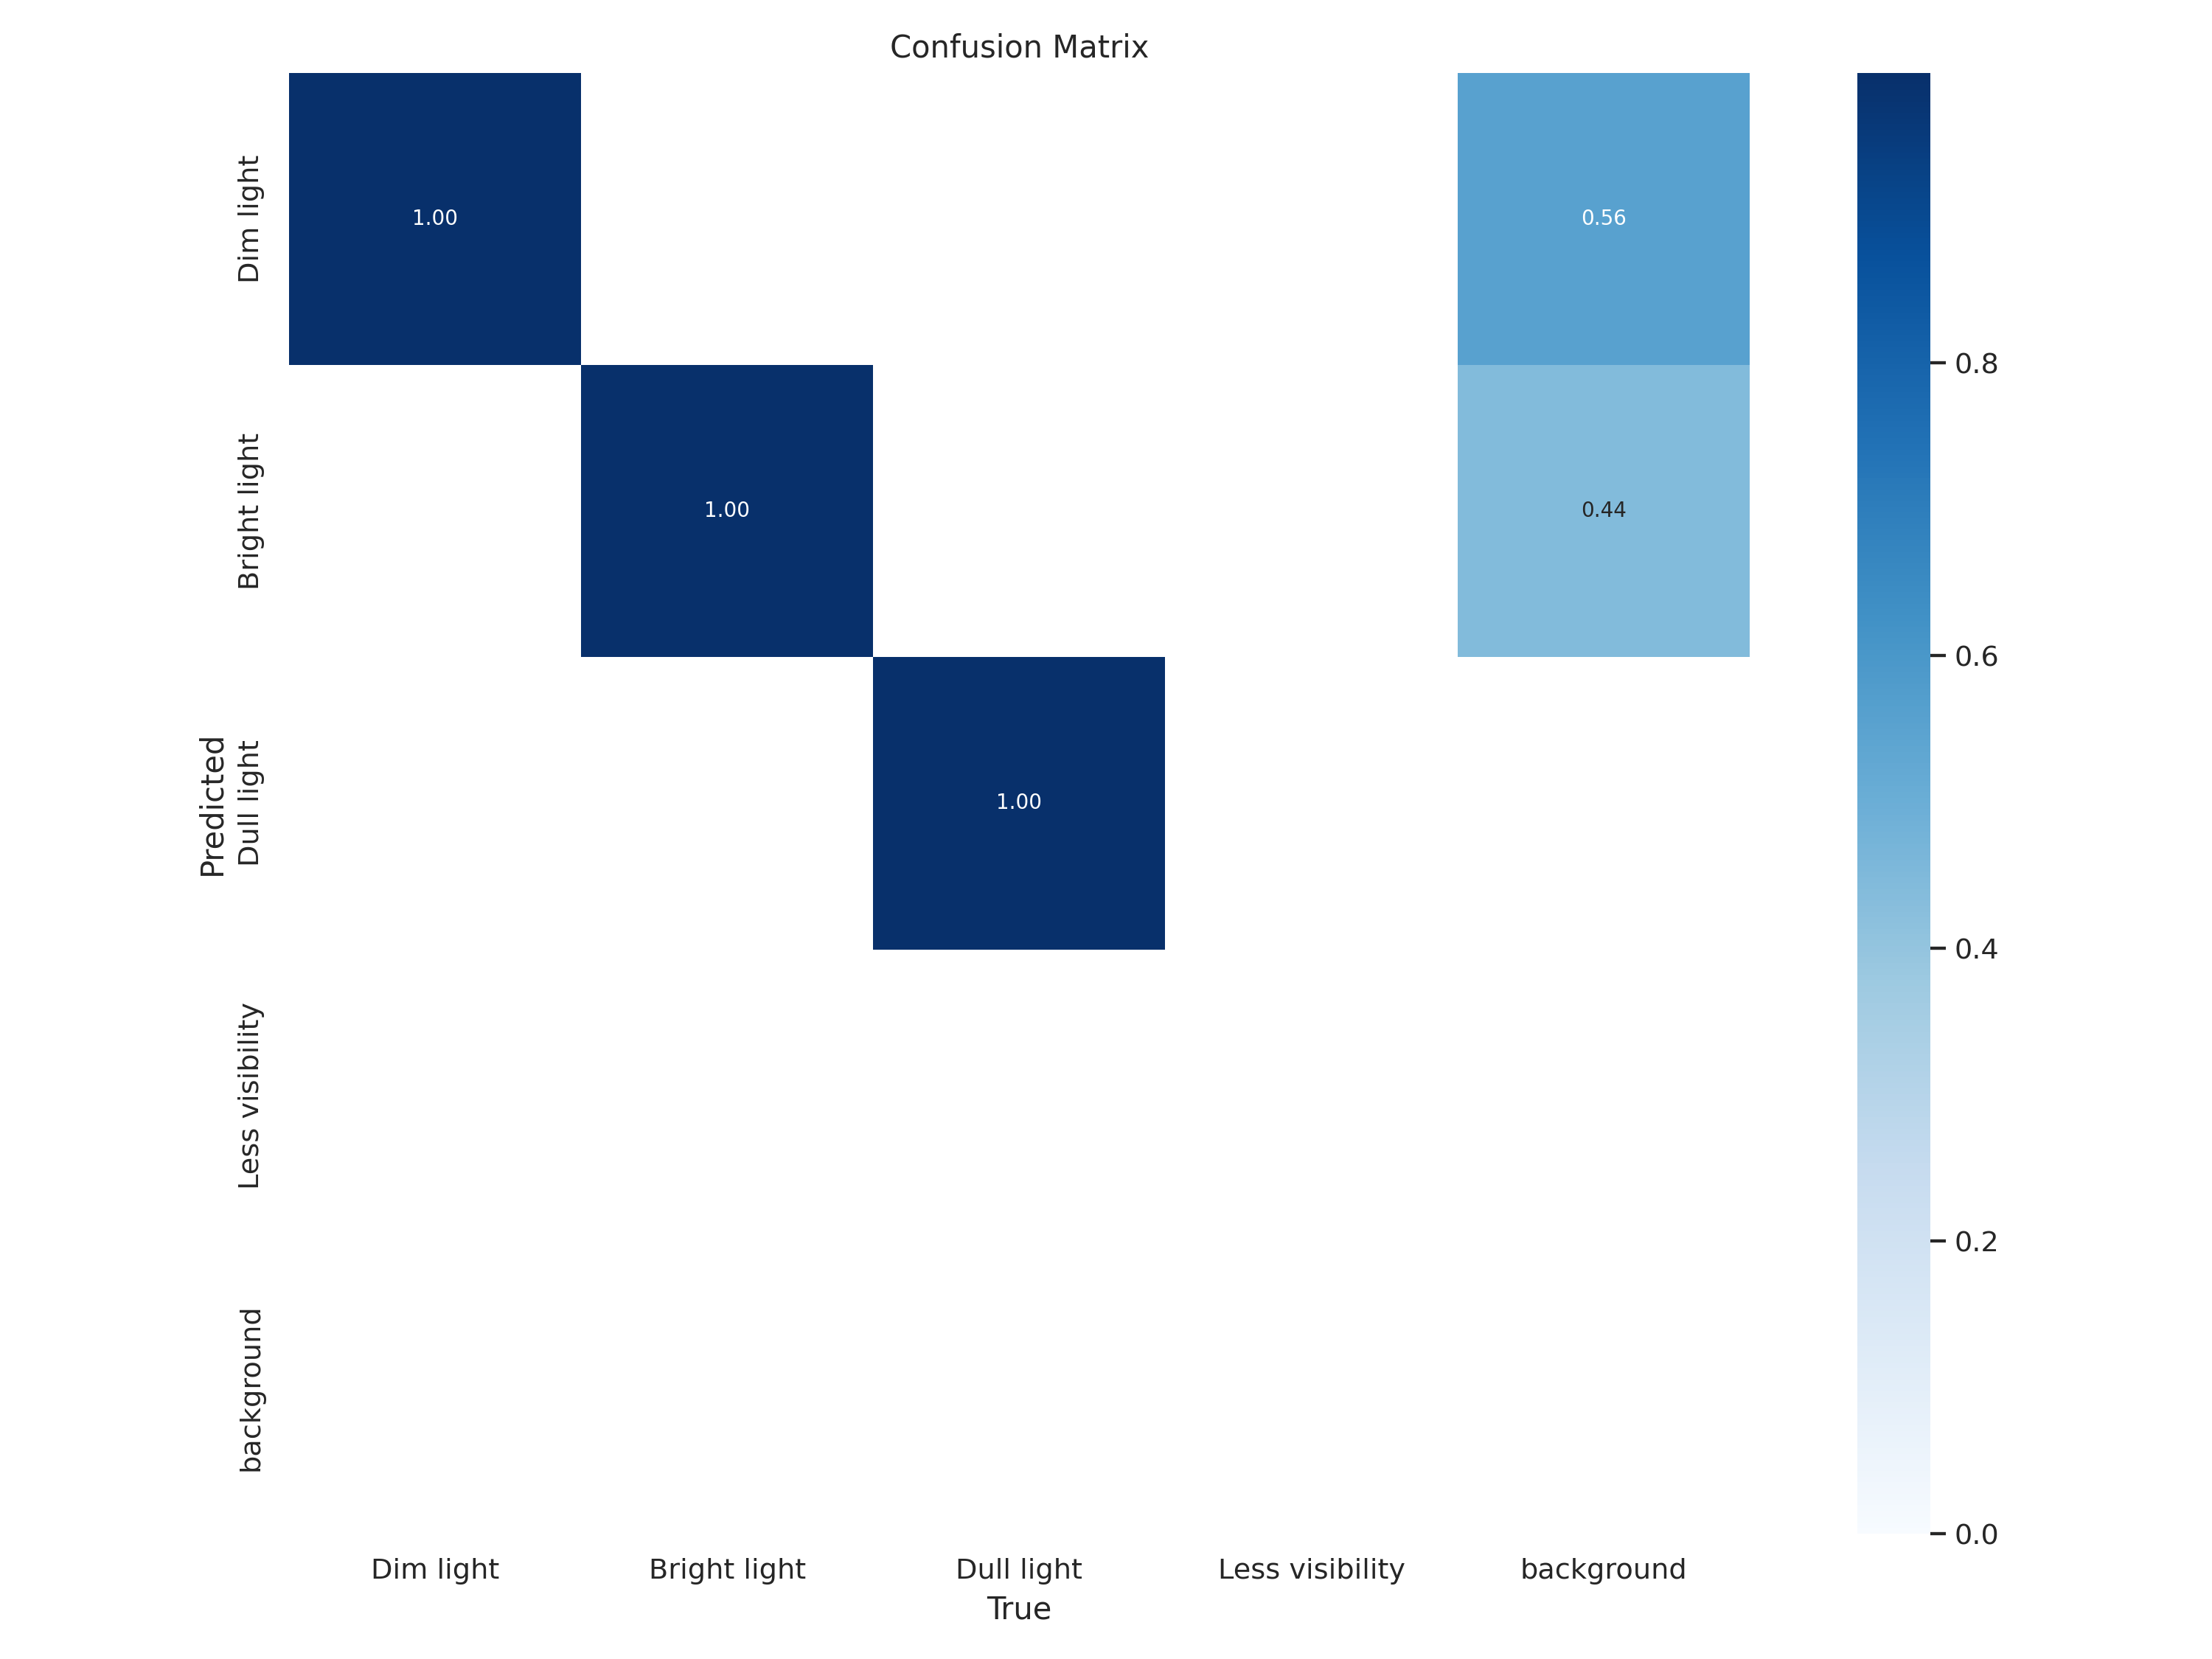 Confusion Matrix
Dim light
1.00
0.56
Bright light
1.00
0.44
Predicted
Dull light
1.00
Less visibility
background
0.8
0.6
0.4
0.2
0.0
Dim light Bright light Dull light Less visibility background
True